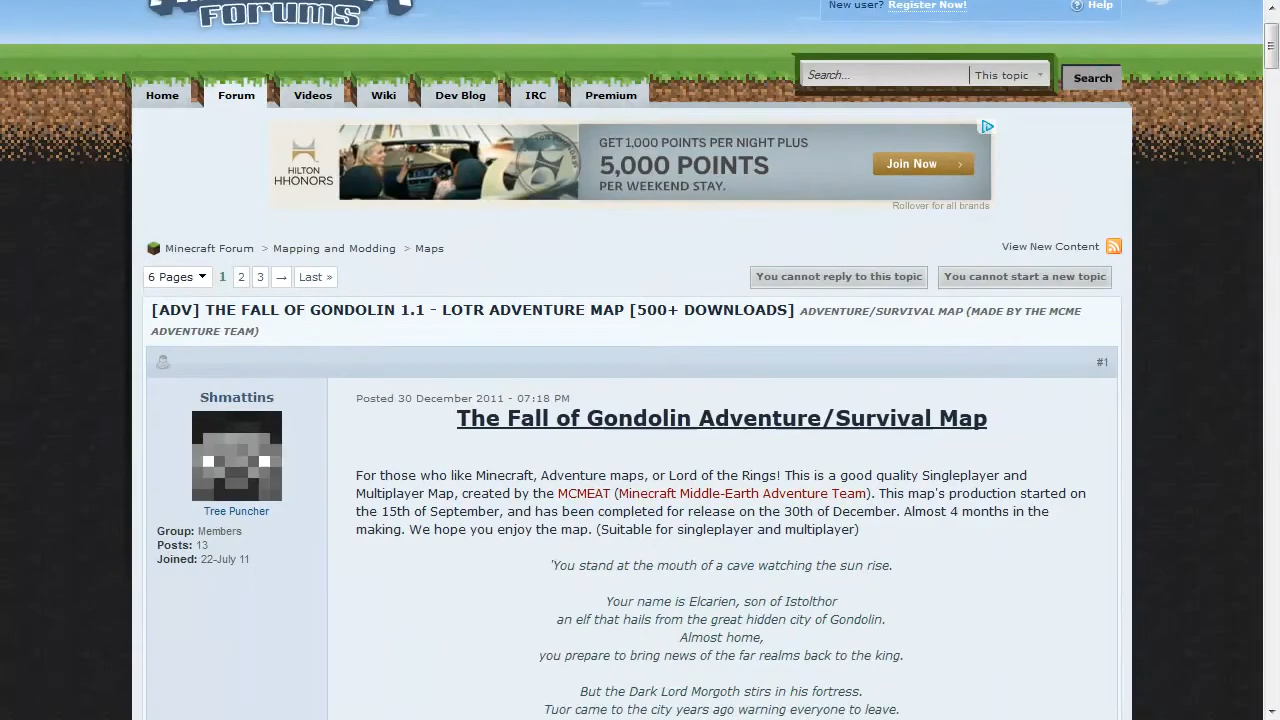 Forums
New user? Register Now!
Help
Search...
This topic
Search
Home
Forum
Videos
Wiki
Dev Blog
IRC
Premium
HILTON
HHONORS
GET 1,000 POINTS PER NIGHT PLUS
5,000 POINTS
PER WEEKEND STAY.
Join Now
Rollover for all brands
Minecraft Forum > Mapping and Modding > Maps
View New Content
6 Pages 1 2 3 → Last »
You cannot reply to this topic
You cannot start a new topic
[ADV] THE FALL OF GONDOLIN 1.1 - LOTR ADVENTURE MAP [500+ DOWNLOADS] ADVENTURE/SURVIVAL MAP (MADE BY THE MCME
ADVENTURE TEAM)
#1
Shmattins
Tree Puncher
Group: Members
Posts: 13
Joined: 22-July 11
Posted 30 December 2011 - 07:18 PM
The Fall of Gondolin Adventure/Survival Map
For those who like Minecraft, Adventure maps, or Lord of the Rings! This is a good quality Singleplayer and
Multiplayer Map, created by the MCMEAT (Minecraft Middle-Earth Adventure Team). This map's production started on
the 15th of September, and has been completed for release on the 30th of December. Almost 4 months in the
making. We hope you enjoy the map. (Suitable for singleplayer and multiplayer)
'You stand at the mouth of a cave watching the sun rise.
Your name is Elcarien, son of Istolthor
an elf that hails from the great hidden city of Gondolin.
Almost home,
you prepare to bring news of the far realms back to the king.
But the Dark Lord Morgoth stirs in his fortress.
Tuor came to the city years ago warning everyone to leave.